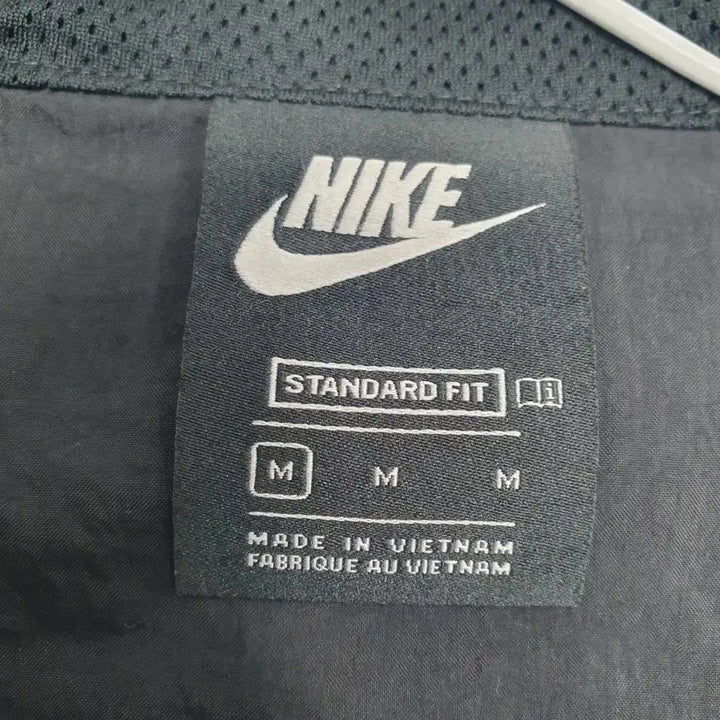 NIKE
STANDARD FIT i
M M M
MADE IN VIETNAM
FABRIQUE AU VIETNAM